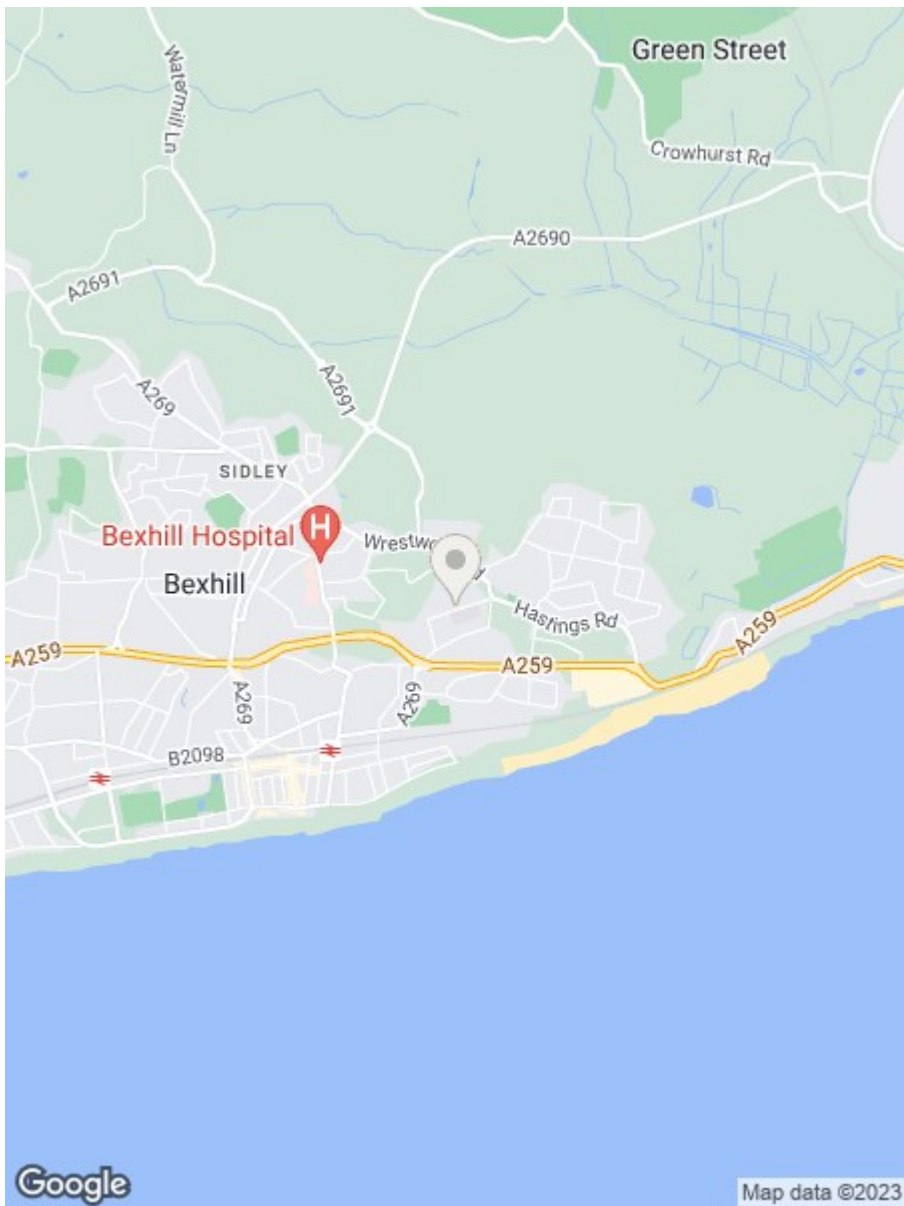 Green Street
Watermill Ln
Crowhurst Rd
A2690
A2691
A2691
A269
SIDLEY
Bexhill Hospital H
Bexhill
Hastings Rd
A259
A259
A259
A269
A269
B2098
Google
Map data ©2023